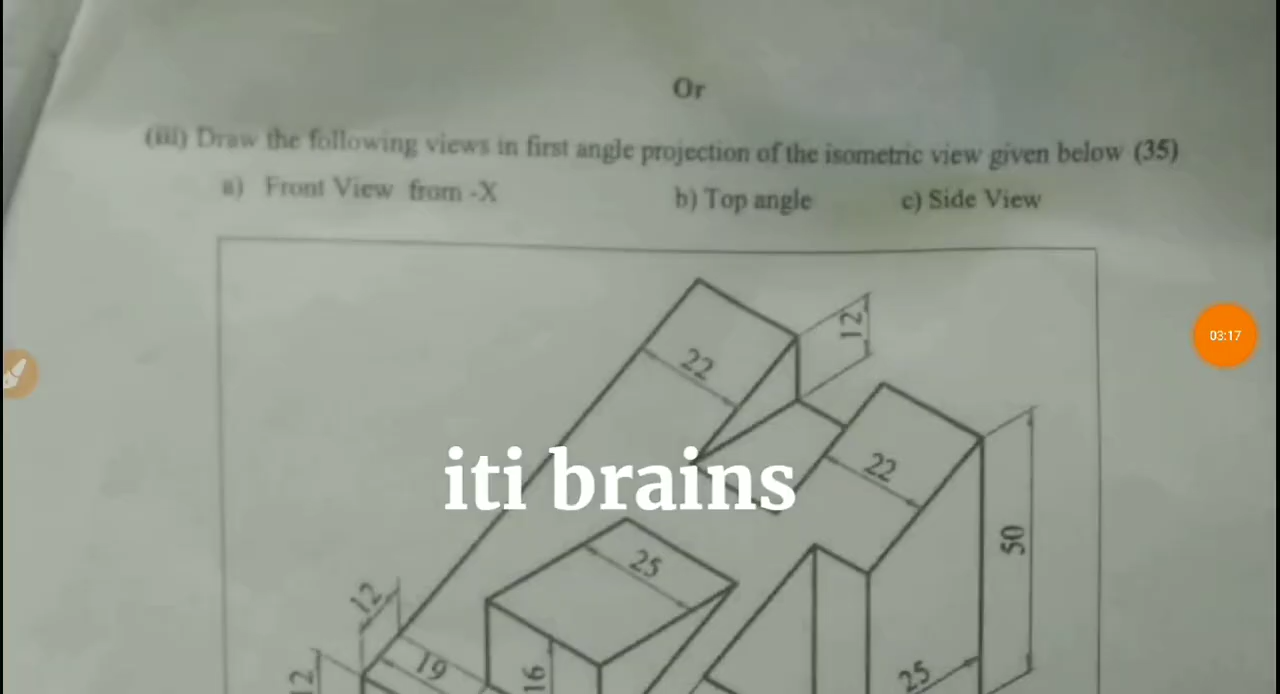 Or
(iii) Draw the following views in first angle projection of the isometric view given below (35)
a) Front View from -X b) Top angle c) Side View
12
22
iti brains
22
50
25
12
19
16
12
25
03:17